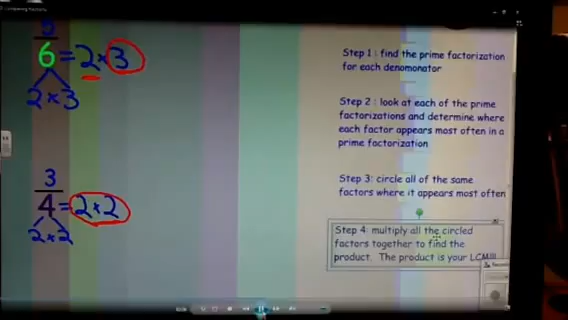 5
6 = 2 x 3
2 x 3
3
4 = 2 x 2
2 x 2
Step 1 : find the prime factorization
for each denomonator
Step 2 : look at each of the prime
factorizations and determine where
each factor appears most often in a
prime factorization
Step 3: circle all of the same
factors where it appears most often
Step 4: multiply all the circled
factors together to find the
product. The product is your LCM!!!